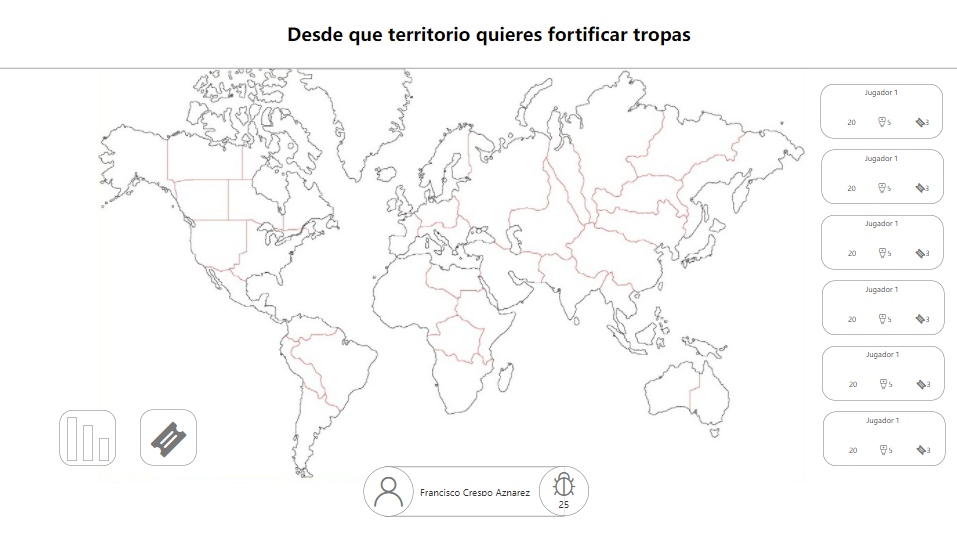 Desde que territorio quieres fortificar tropas
Jugador 1
20 5 3
Jugador 1
20 5 3
Jugador 1
20 5 3
Jugador 1
20 5 3
Jugador 1
20 5 3
Jugador 1
20 5 3
Francisco Crespo Aznarez
25